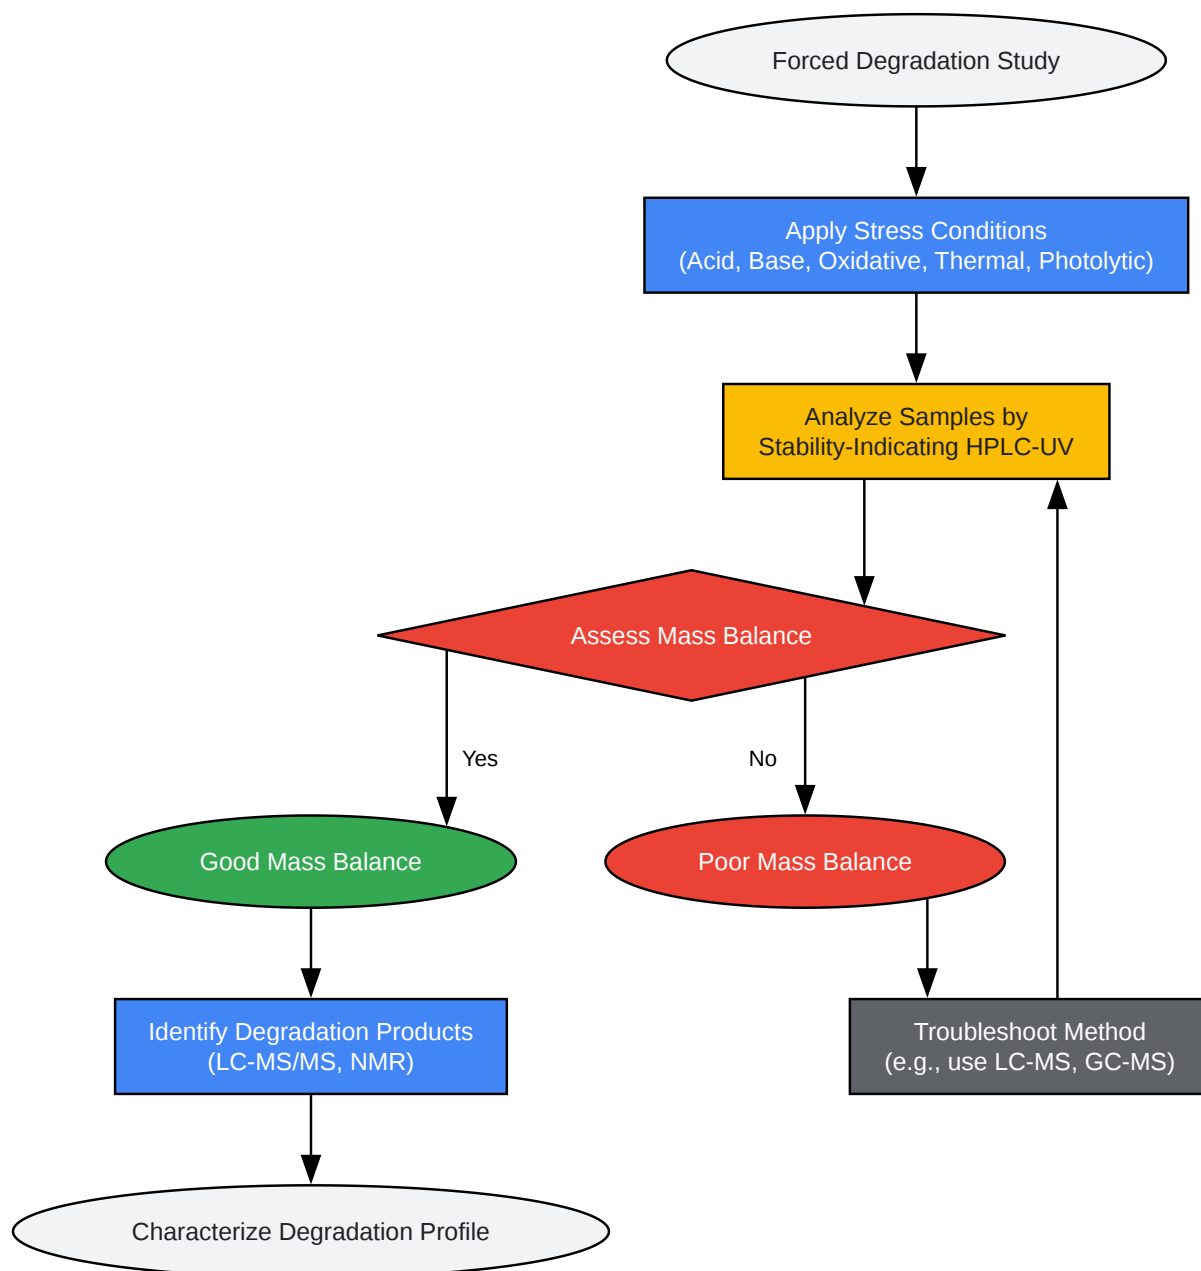 Forced Degradation Study
Apply Stress Conditions
(Acid, Base, Oxidative, Thermal, Photolytic)
Analyze Samples by
Stability-Indicating HPLC-UV
Assess Mass Balance
Yes
No
Good Mass Balance
Poor Mass Balance
Identify Degradation Products
(LC-MS/MS, NMR)
Troubleshoot Method
(e.g., use LC-MS, GC-MS)
Characterize Degradation Profile